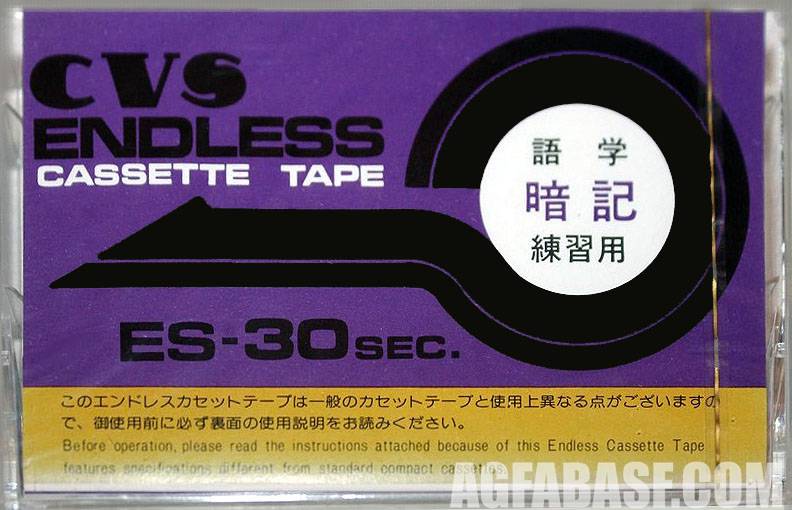 CVS
ENDLESS
CASSETTE TAPE
語学
暗記
練習用
ES-30SEC.
このエンドレスカセットテープは一般のカセットテープと使用上異なる点がございますの
で、御使用前に必ず裏面の使用説明をお読みください。
Before operation, please read the instructions attached because of this Endless Cassette Tape
features specifications different from standard compact cassettes.
AGFABASE.COM